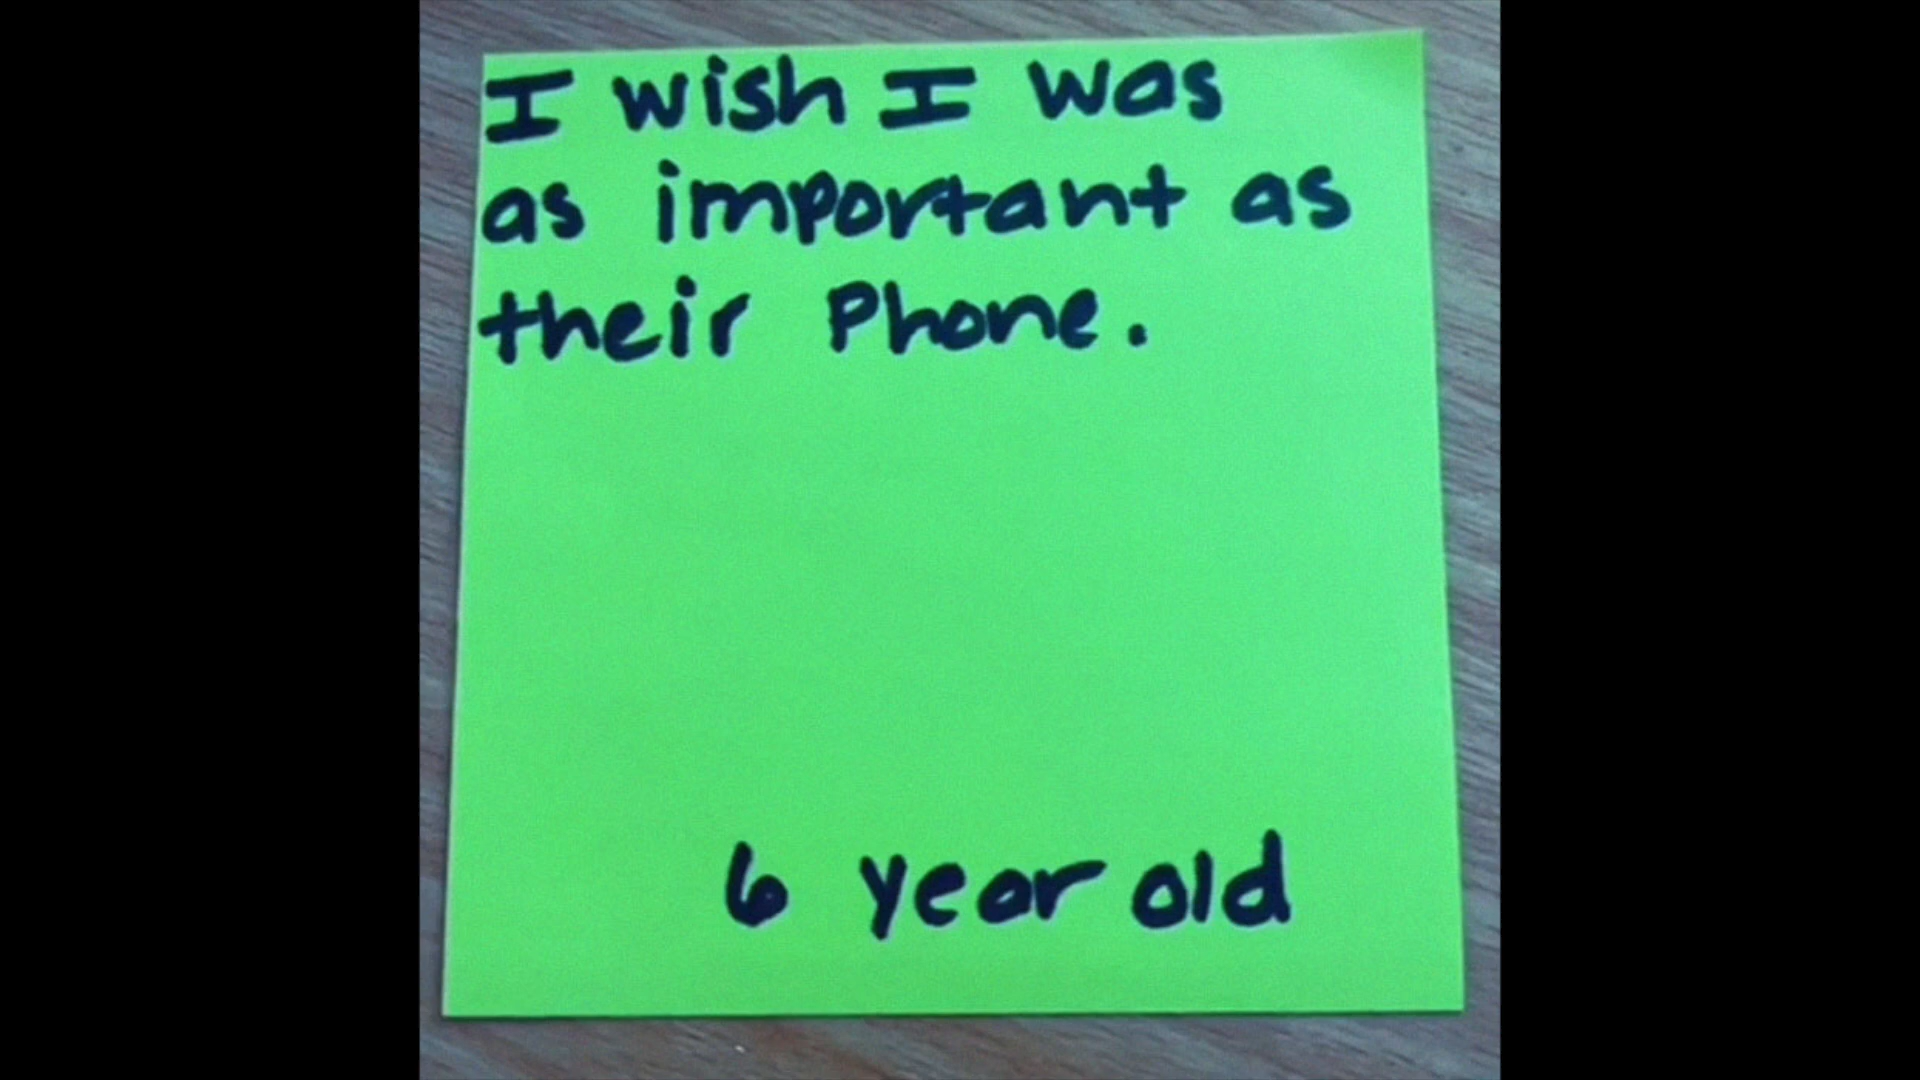 I wish I was
as important as
their Phone.
6 year old